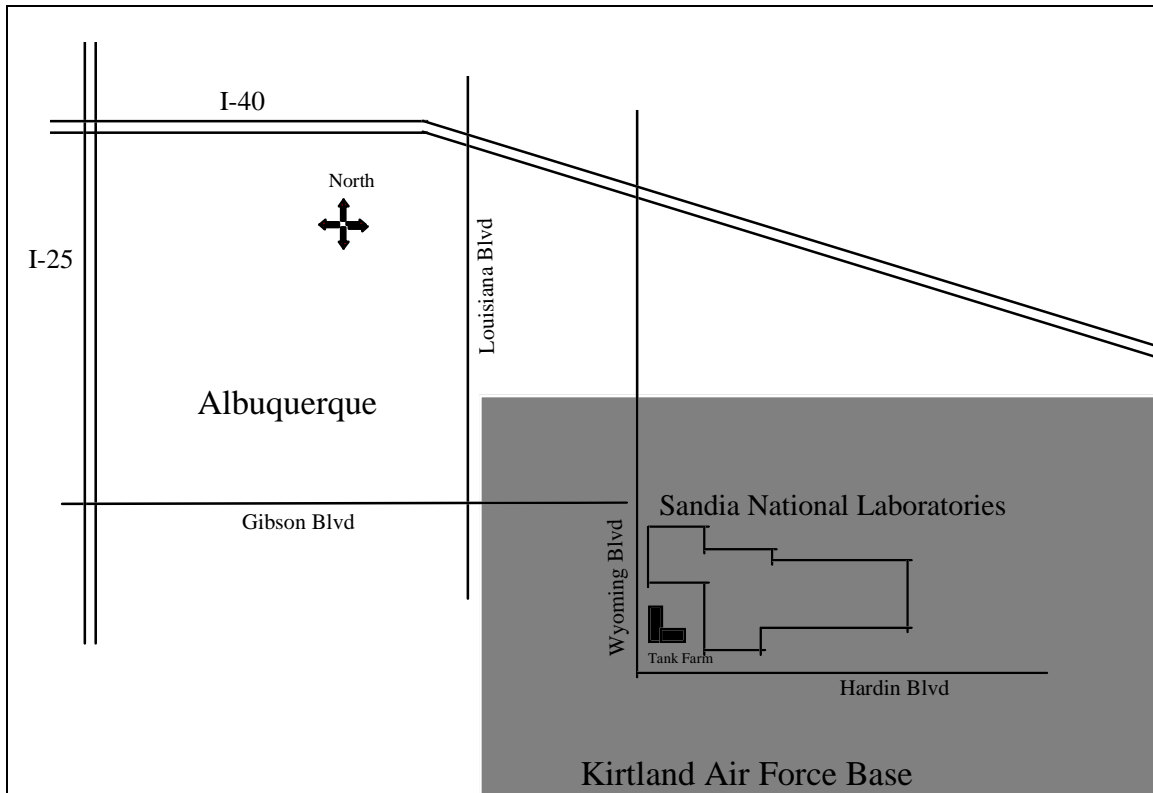 I-40
North
I-25
Louisiana Blvd
Albuquerque
Sandia National Laboratories
Gibson Blvd
Wyoming Blvd
Tank Farm
Hardin Blvd
Kirtland Air Force Base